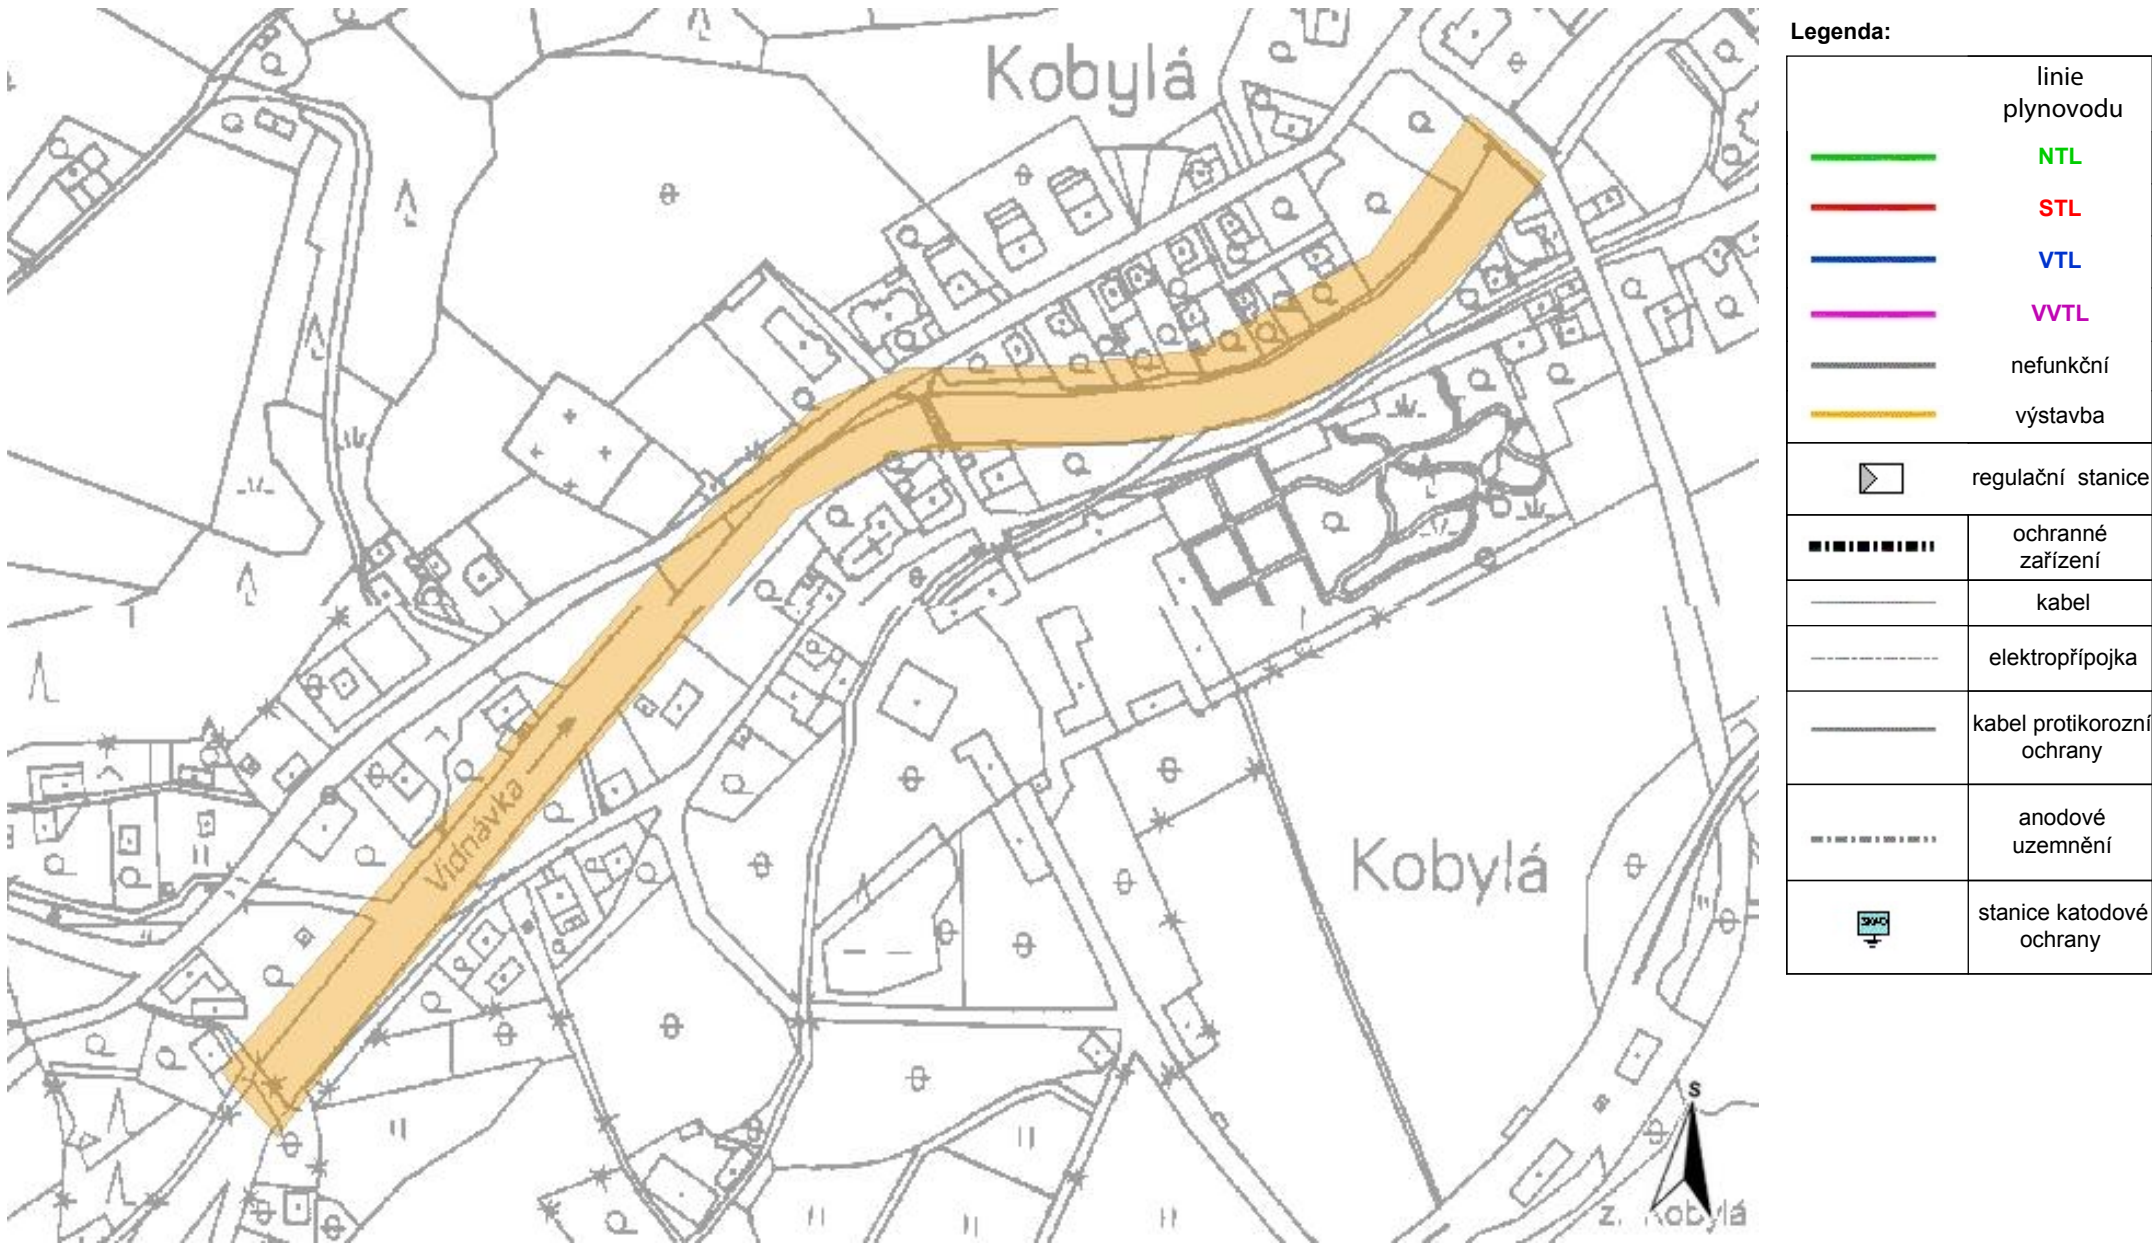 Kobylá
Vidnávka
Kobylá
S
Legenda:
linie
plynovodu
NTL
STL
VTL
VVTL
nefunkční
výstavba
regulační stanice
ochranné
zařízení
kabel
elektropřípojka
kabel protikorozní
ochrany
anodové
uzemnění
stanice katodové
ochrany